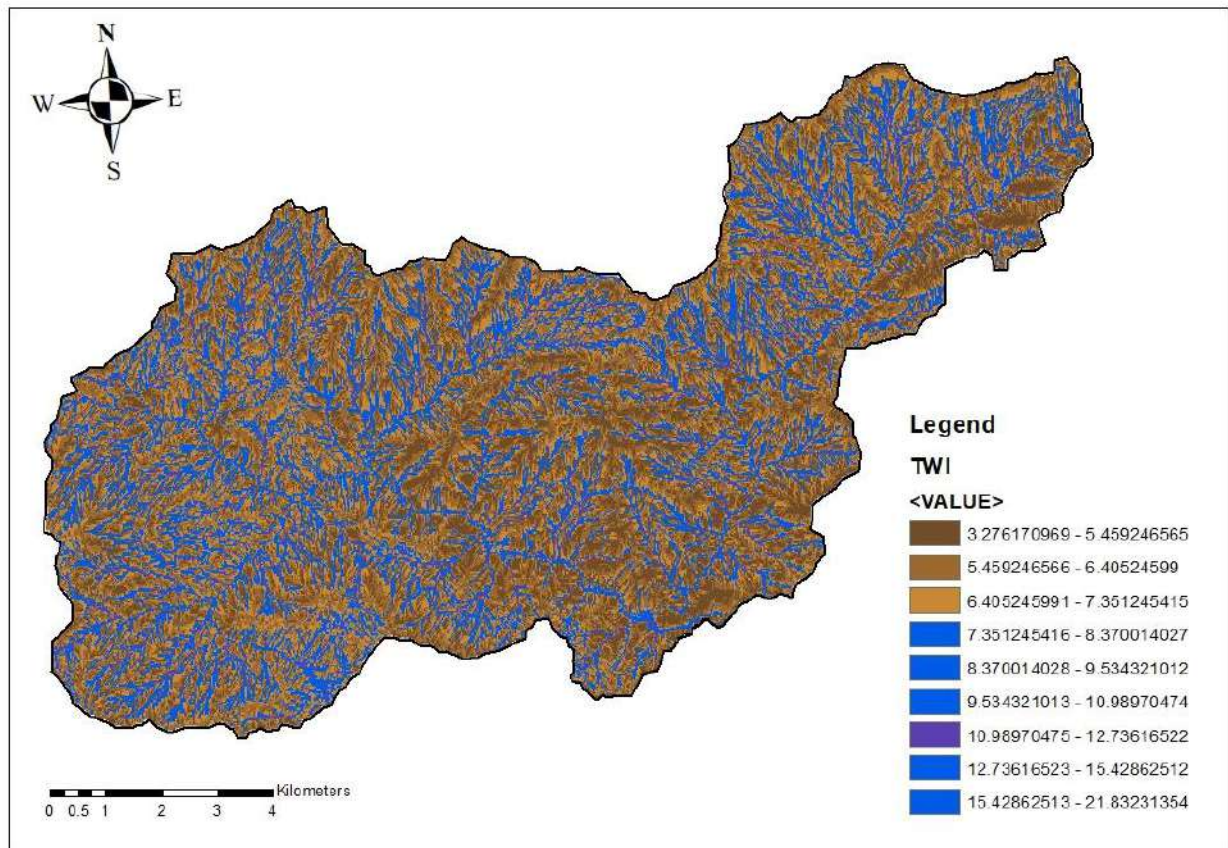 N
W E
S
Legend
TWI
<VALUE>
3.276170969 - 5.459246565
5.459246566 - 6.40524599
6.405245991 - 7.351245415
7.351245416 - 8.370014027
8.370014028 - 9.534321012
9.534321013 - 10.98970474
10.98970475 - 12.73616522
12.73616523 - 15.42862512
15.42862513 - 21.83231354
Kilometers
0 0.5 1 2 3 4